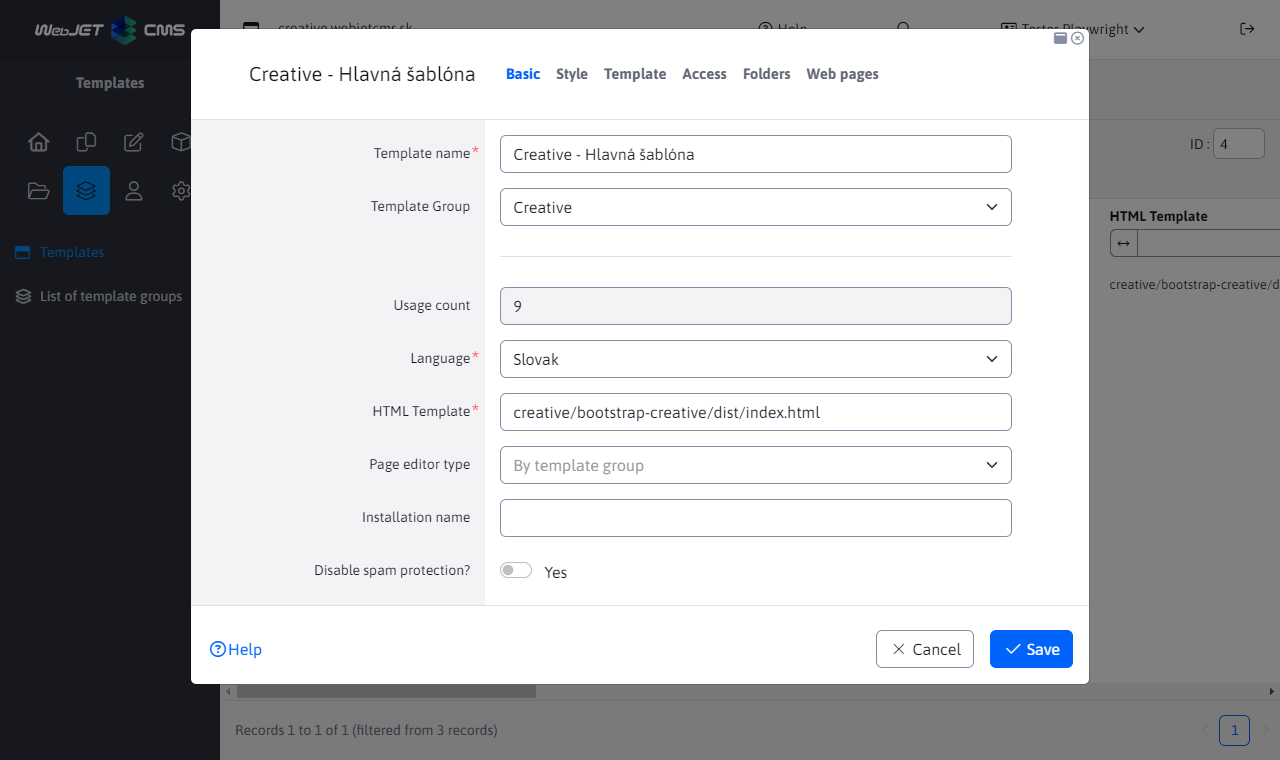 WebJET CMS
creative.webjetcms.sk
Help
Tester Playwright
Templates
Templates
List of template groups
ID : 4
HTML Template
creative/bootstrap-creative/d
Creative - Hlavná šablóna
Basic Style Template Access Folders Web pages
Template name* Creative - Hlavná šablóna
Template Group Creative
Usage count 9
Language* Slovak
HTML Template* creative/bootstrap-creative/dist/index.html
Page editor type By template group
Installation name
Disable spam protection? Yes
Help
Cancel
Save
Records 1 to 1 of 1 (filtered from 3 records)
1